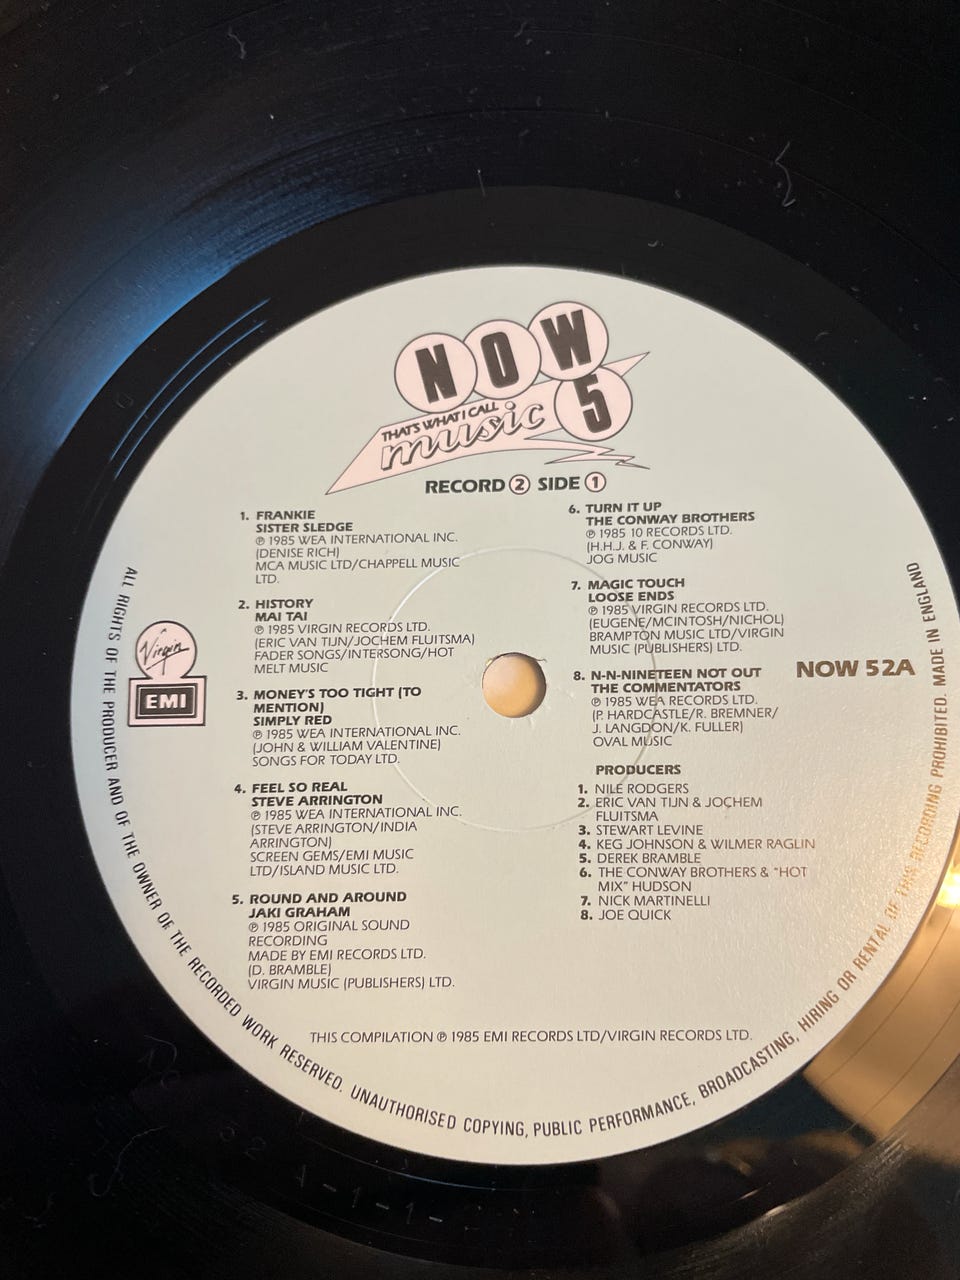 NOW
5
THAT'S WHAT I CALL
music
RECORD 2 SIDE 1
1. FRANKIE
SISTER SLEDGE
℗ 1985 WEA INTERNATIONAL INC.
(DENISE RICH)
MCA MUSIC LTD/CHAPPELL MUSIC
LTD.
2. HISTORY
MAI TAI
℗ 1985 VIRGIN RECORDS LTD.
(ERIC VAN TIJN/JOCHEM FLUITSMA)
FADER SONGS/INTERSONG/HOT
MELT MUSIC
3. MONEY'S TOO TIGHT (TO
MENTION)
SIMPLY RED
℗ 1985 WEA INTERNATIONAL INC.
(JOHN & WILLIAM VALENTINE)
SONGS FOR TODAY LTD.
4. FEEL SO REAL
STEVE ARRINGTON
℗ 1985 WEA INTERNATIONAL INC.
(STEVE ARRINGTON/INDIA
ARRINGTON)
SCREEN GEMS/EMI MUSIC
LTD/ISLAND MUSIC LTD.
5. ROUND AND AROUND
JAKI GRAHAM
℗ 1985 ORIGINAL SOUND
RECORDING
MADE BY EMI RECORDS LTD.
(D. BRAMBLE)
VIRGIN MUSIC (PUBLISHERS) LTD.
6. TURN IT UP
THE CONWAY BROTHERS
℗ 1985 10 RECORDS LTD.
(H.H.J. & F. CONWAY)
JOG MUSIC
7. MAGIC TOUCH
LOOSE ENDS
℗ 1985 VIRGIN RECORDS LTD.
(EUGENE/MCINTOSH/NICHOL)
BRAMPTON MUSIC LTD/VIRGIN
MUSIC (PUBLISHERS) LTD.
8. N-N-NINETEEN NOT OUT
THE COMMENTATORS
℗ 1985 WEA RECORDS LTD.
(P. HARDCASTLE/R. BREMNER/
J. LANGDON/K. FULLER)
OVAL MUSIC
PRODUCERS
1. NILE RODGERS
2. ERIC VAN TIJN & JOCHEM
FLUITSMA
3. STEWART LEVINE
4. KEG JOHNSON & WILMER RAGLIN
5. DEREK BRAMBLE
6. THE CONWAY BROTHERS & "HOT
MIX" HUDSON
7. NICK MARTINELLI
8. JOE QUICK
NOW 52A
Virgin
EMI
THIS COMPILATION ℗ 1985 EMI RECORDS LTD/VIRGIN RECORDS LTD.
ALL RIGHTS OF THE PRODUCER AND OF THE OWNER OF THE RECORDED WORK RESERVED. UNAUTHORISED COPYING, PUBLIC PERFORMANCE, BROADCASTING, HIRING OR RENTAL OF THIS RECORDING PROHIBITED. MADE IN ENGLAND